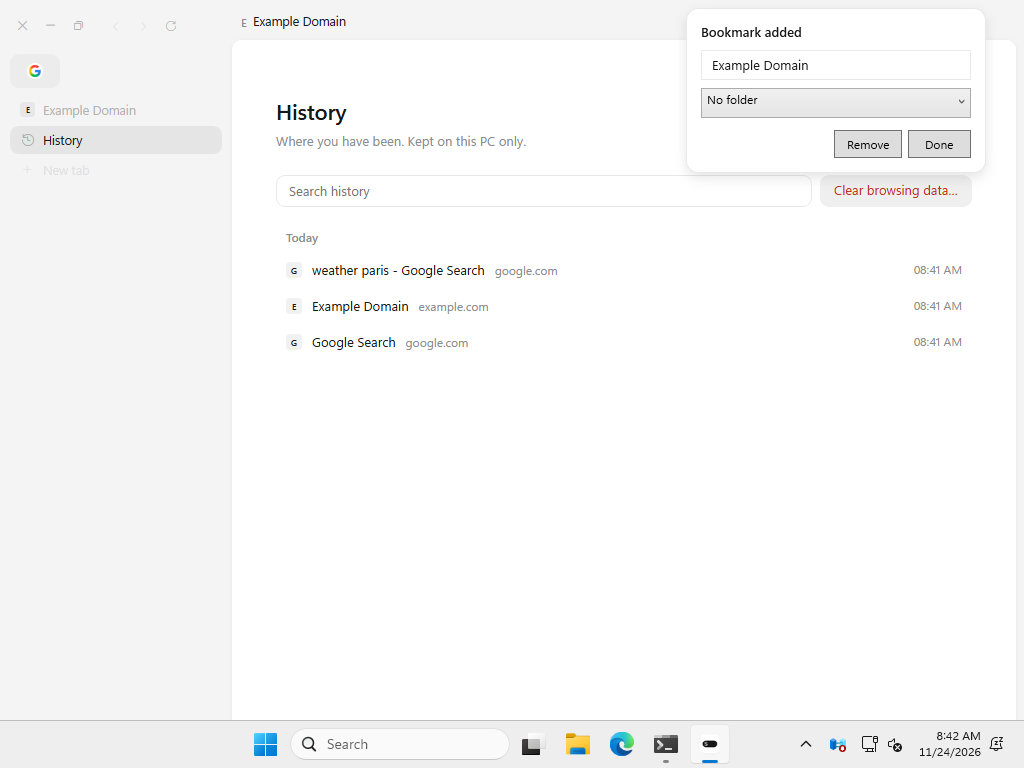 E Example Domain
Bookmark added
Example Domain
No folder
Remove
Done
E Example Domain
History
+ New tab
History
Where you have been. Kept on this PC only.
Search history
Clear browsing data...
Today
G weather paris - Google Search google.com 08:41 AM
E Example Domain example.com 08:41 AM
G Google Search google.com 08:41 AM
Search
8:42 AM
11/24/2026